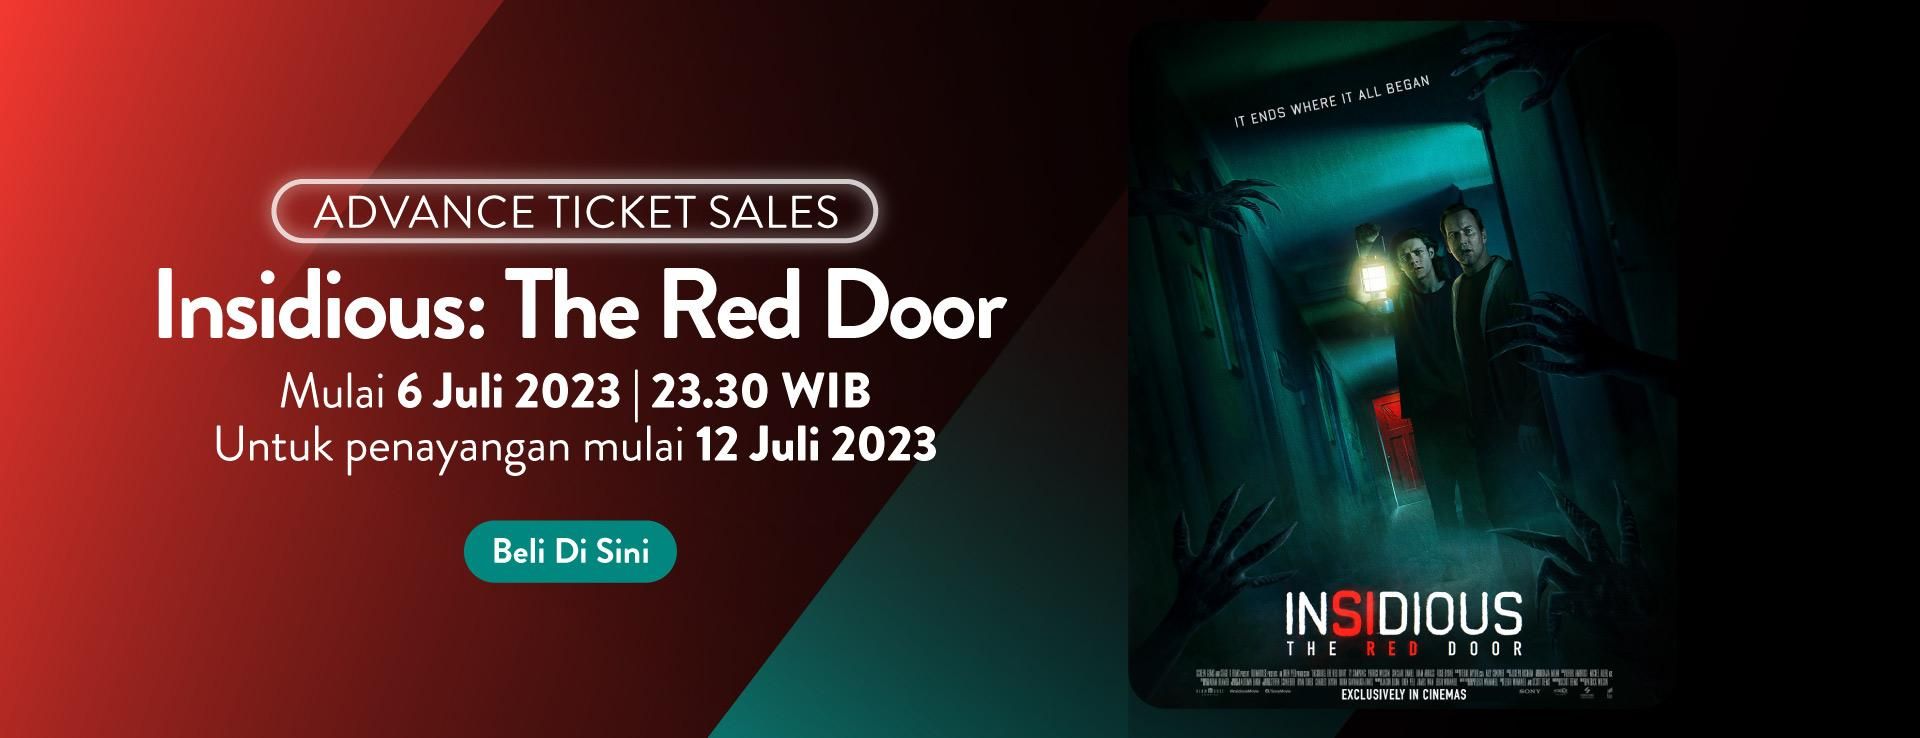 ADVANCE TICKET SALES
Insidious: The Red Door
Mulai 6 Juli 2023 | 23.30 WIB
Untuk penayangan mulai 12 Juli 2023
Beli Di Sini
IT ENDS WHERE IT ALL BEGAN
INSIDIOUS
THE RED DOOR
EXCLUSIVELY IN CINEMAS
SONY